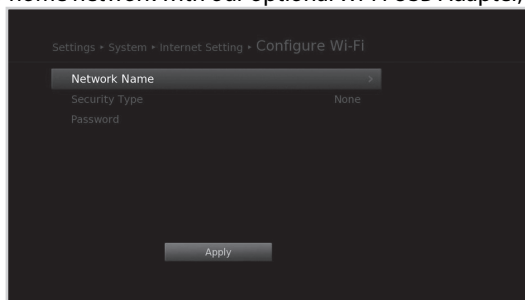 home network with our optional Wi-Fi USB Adapter,
Settings ▸ System ▸ Internet Setting ▸ Configure Wi-Fi
Network Name >
Security Type None
Password
Apply